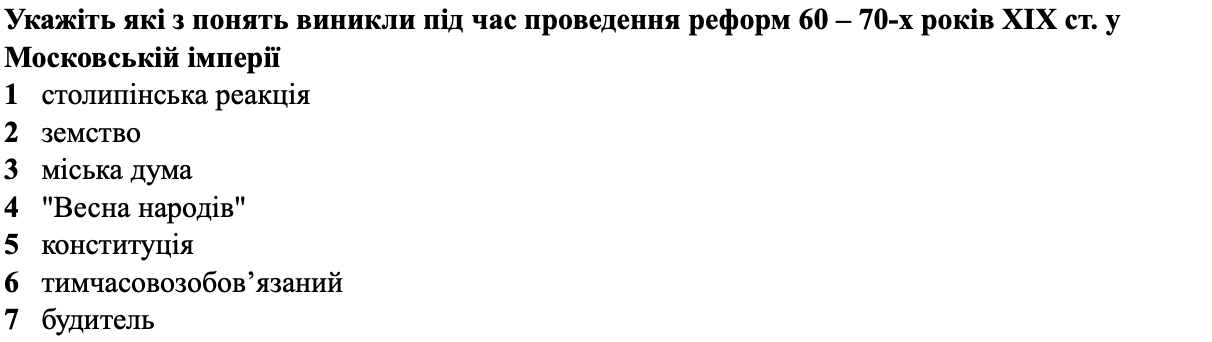 Укажіть які з понять виникли під час проведення реформ 60 – 70-х років ХІХ ст. у
Московській імперії
1 столипінська реакція
2 земство
3 міська дума
4 "Весна народів"
5 конституція
6 тимчасовозобов’язаний
7 будитель